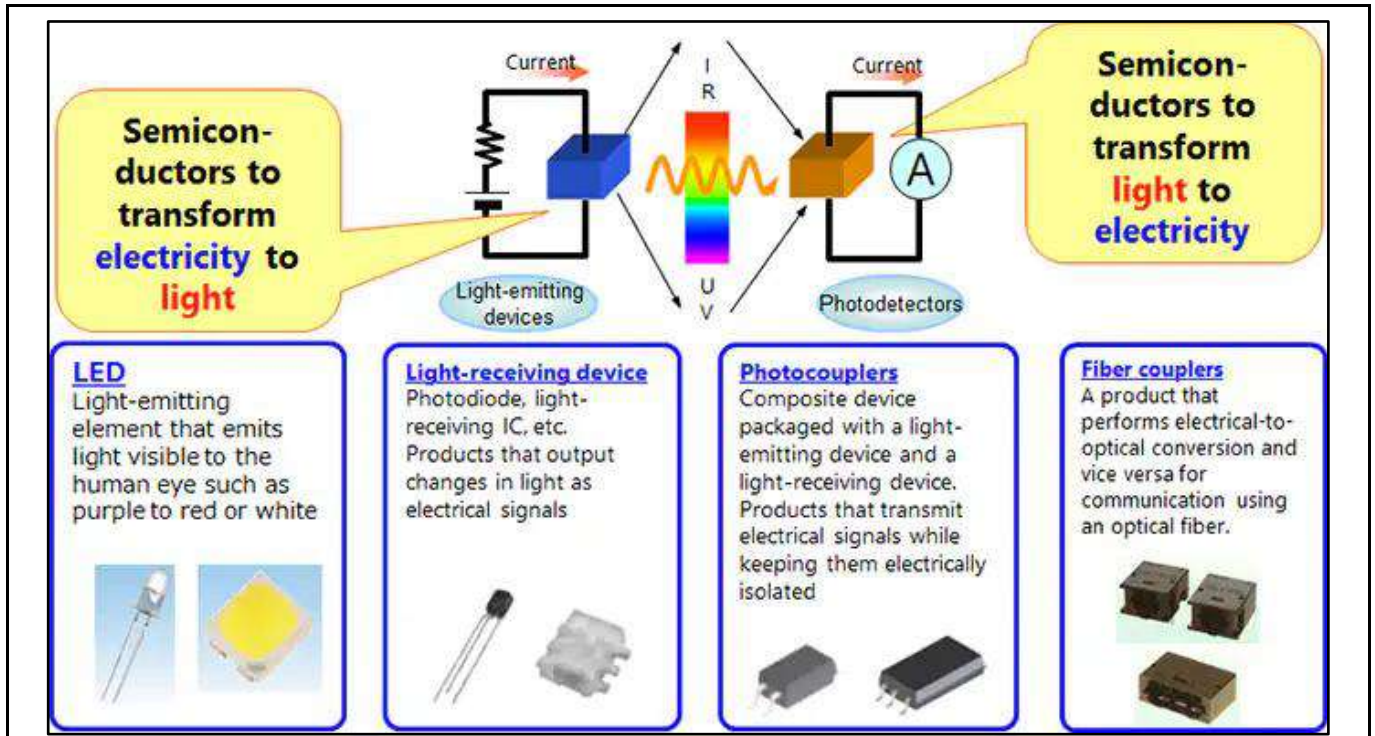 Semicon-
ductors to
transform
electricity to
light
Current
Light-emitting
devices
I
R
U
V
Current
A
Photodetectors
Semicon-
ductors to
transform
light to
electricity
LED
Light-emitting
element that emits
light visible to the
human eye such as
purple to red or white
Light-receiving device
Photodiode, light-
receiving IC, etc.
Products that output
changes in light as
electrical signals
Photocouplers
Composite device
packaged with a light-
emitting device and a
light-receiving device.
Products that transmit
electrical signals while
keeping them electrically
isolated
Fiber couplers
A product that
performs electrical-to-
optical conversion and
vice versa for
communication using
an optical fiber.